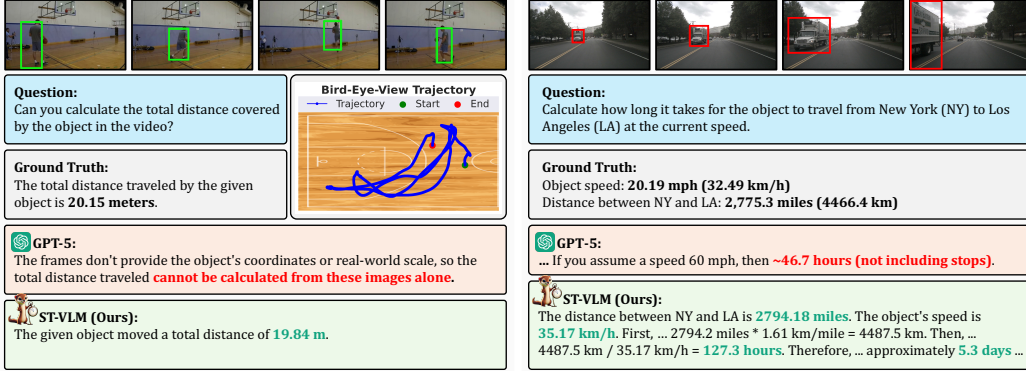 Question:
Can you calculate the total distance covered
by the object in the video?
Ground Truth:
The total distance traveled by the given
object is 20.15 meters.
Bird-Eye-View Trajectory
Trajectory Start End
GPT-5:
The frames don't provide the object's coordinates or real-world scale, so the
total distance traveled cannot be calculated from these images alone.
ST-VLM (Ours):
The given object moved a total distance of 19.84 m.
Question:
Calculate how long it takes for the object to travel from New York (NY) to Los
Angeles (LA) at the current speed.
Ground Truth:
Object speed: 20.19 mph (32.49 km/h)
Distance between NY and LA: 2,775.3 miles (4466.4 km)
GPT-5:
... If you assume a speed 60 mph, then ~46.7 hours (not including stops).
ST-VLM (Ours):
The distance between NY and LA is 2794.18 miles. The object's speed is
35.17 km/h. First, ... 2794.2 miles * 1.61 km/mile = 4487.5 km. Then, ...
4487.5 km / 35.17 km/h = 127.3 hours. Therefore, ... approximately 5.3 days ...